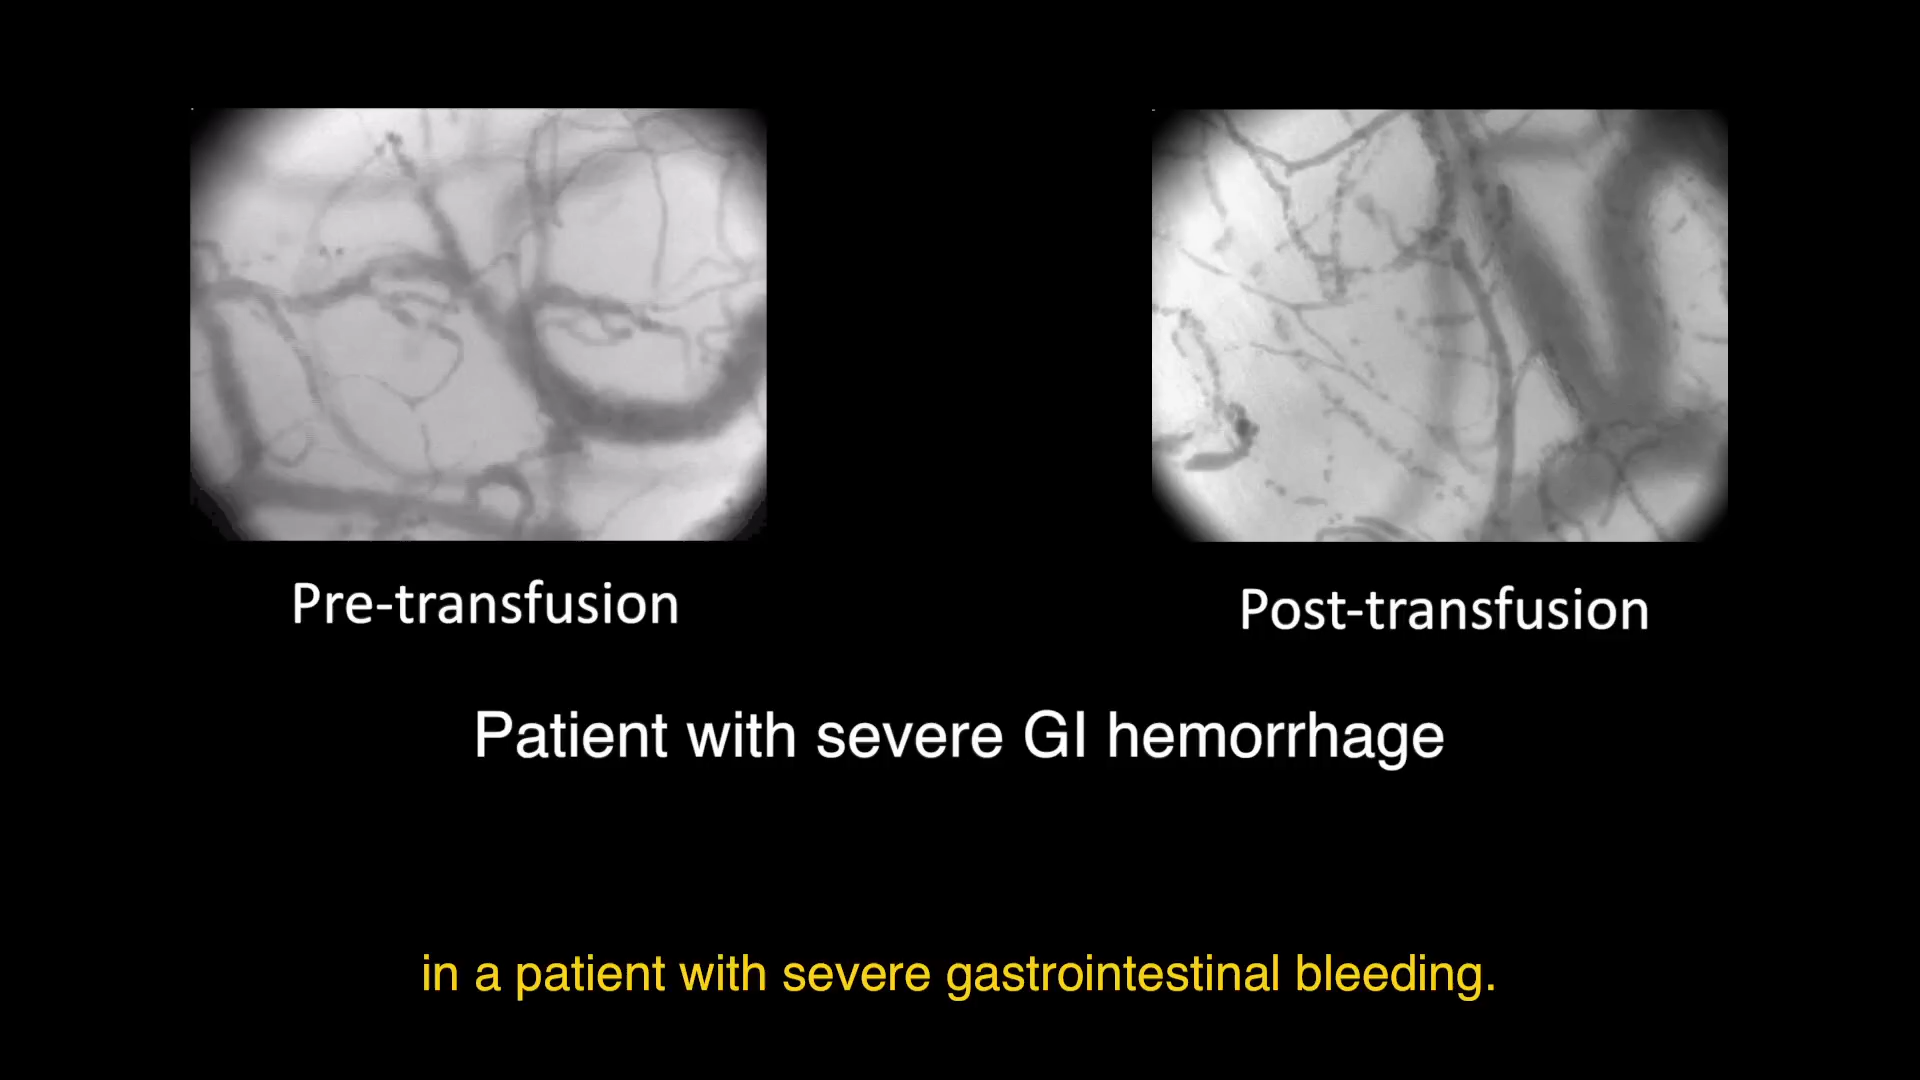 Pre-transfusion
Post-transfusion
Patient with severe GI hemorrhage
in a patient with severe gastrointestinal bleeding.